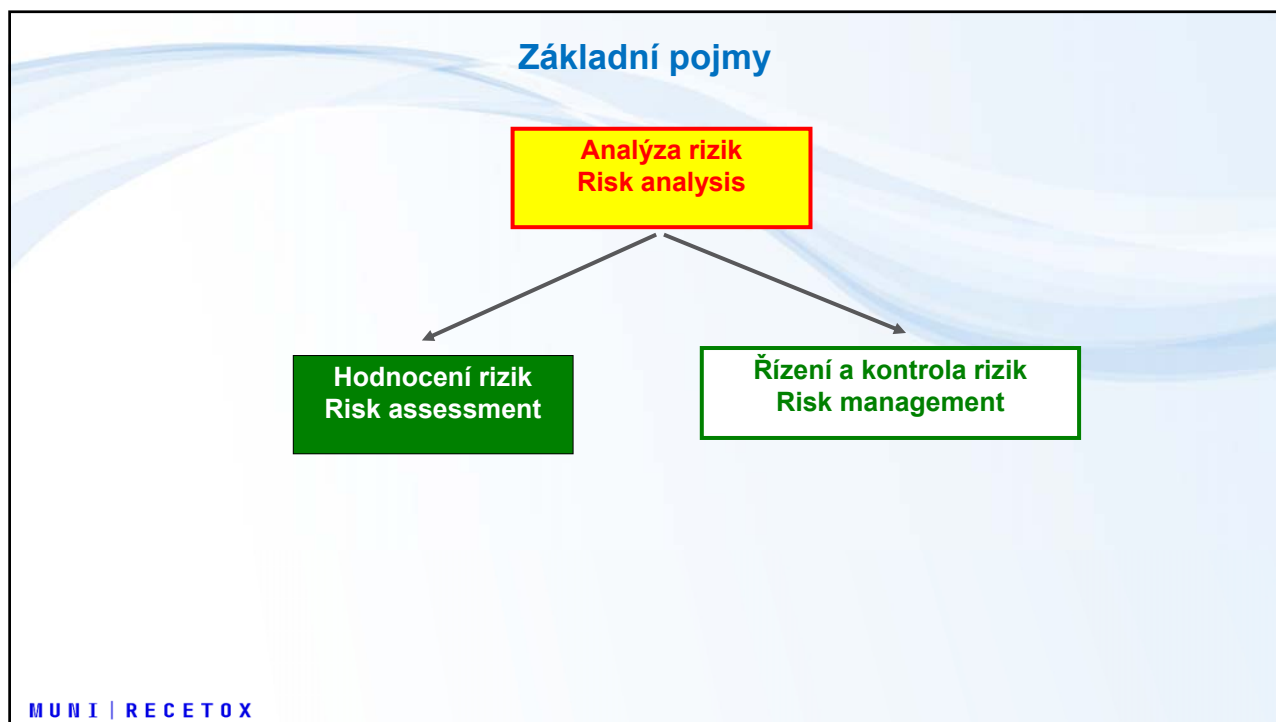 Základní pojmy
Analýza rizik
Risk analysis
Hodnocení rizik
Risk assessment
Řízení a kontrola rizik
Risk management
MUNI | RECETOX